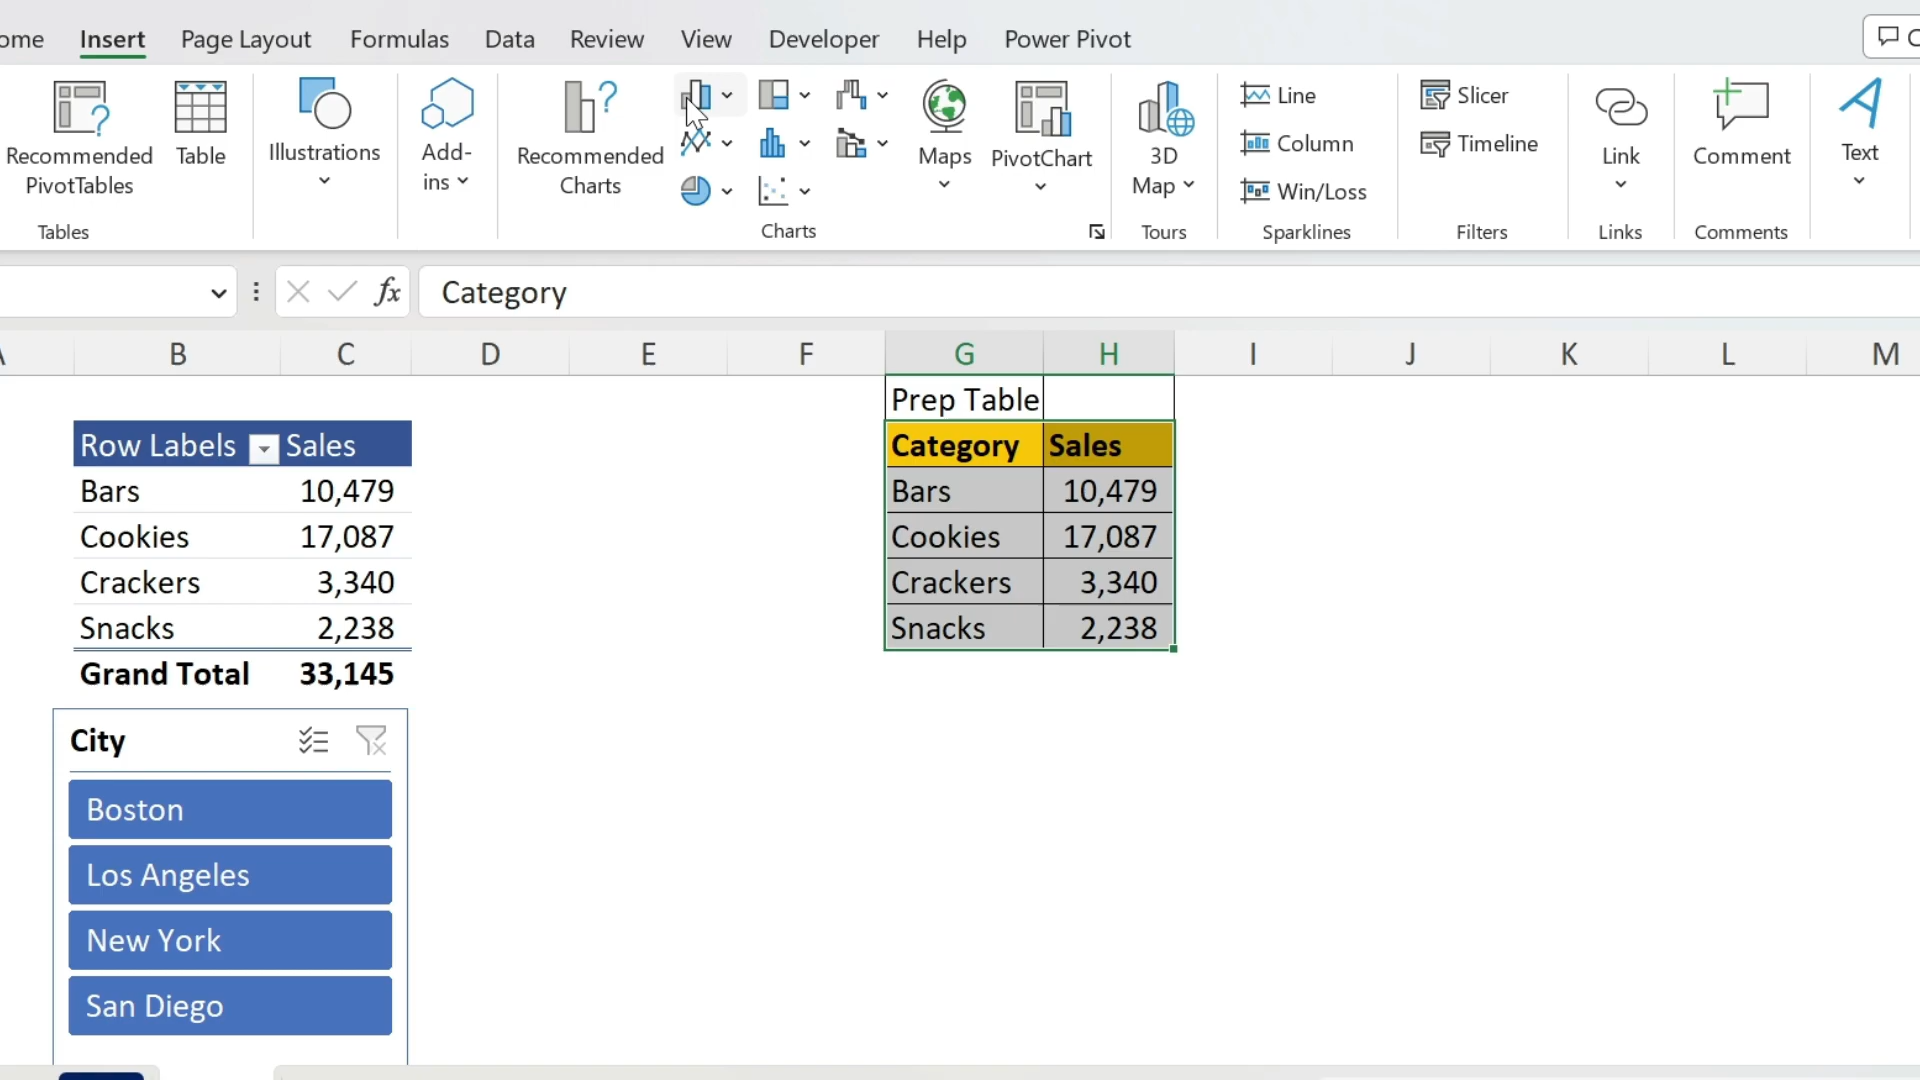 ome Insert Page Layout Formulas Data Review View Developer Help Power Pivot C
Recommended PivotTables
Table
Illustrations
Add-ins
Recommended Charts
Maps
PivotChart
3D Map
Line
Column
Win/Loss
Slicer
Timeline
Link
Comment
Text
Tables Charts Tours Sparklines Filters Links Comments
fx Category
A B C D E F G H I J K L M
Prep Table
Row Labels Sales
Bars 10,479
Cookies 17,087
Crackers 3,340
Snacks 2,238
Grand Total 33,145
Category Sales
Bars 10,479
Cookies 17,087
Crackers 3,340
Snacks 2,238
City
Boston
Los Angeles
New York
San Diego